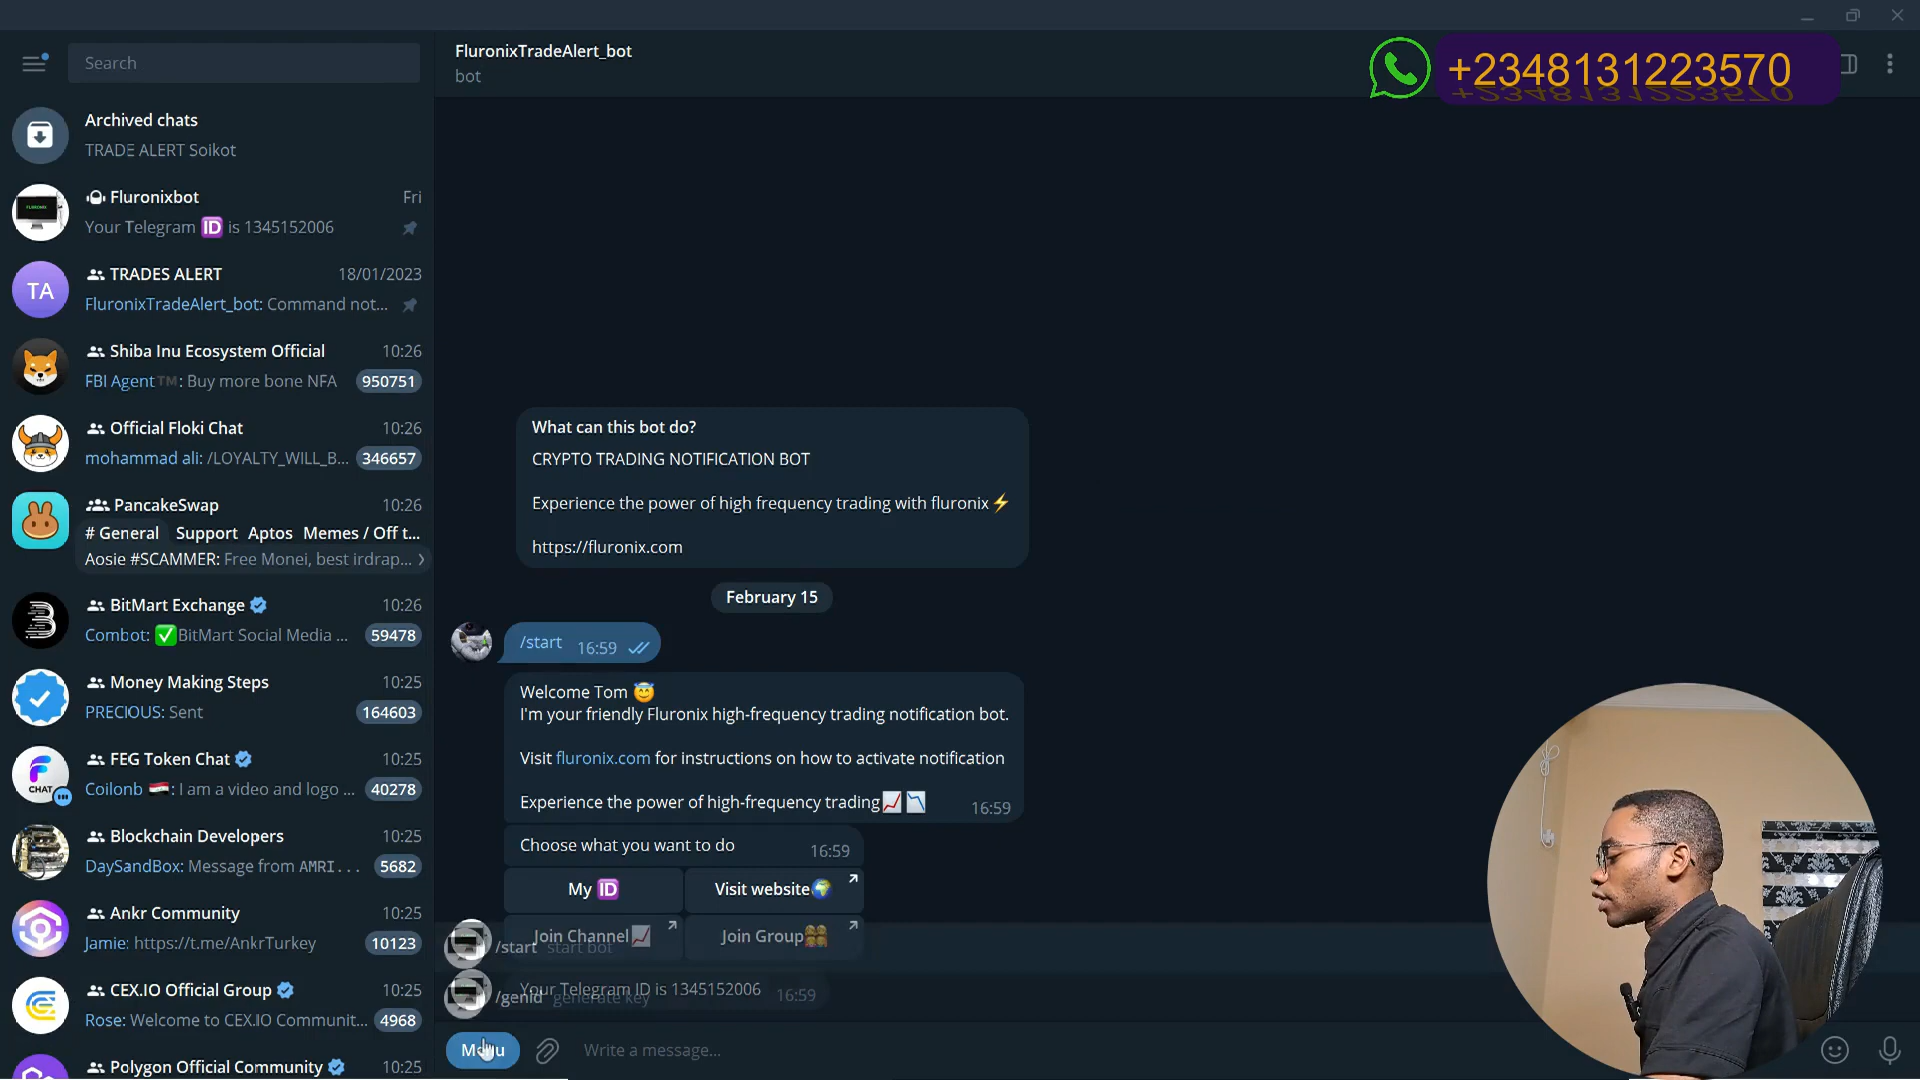 Search
Archived chats
TRADE ALERT Soikot
Fluronixbot
Fri
Your Telegram 🆔 is 1345152006
TA
TRADES ALERT
18/01/2023
FluronixTradeAlert_bot: Command not...
Shiba Inu Ecosystem Official
10:26
FBI Agent™️: Buy more bone NFA
950751
Official Floki Chat
10:26
mohammad ali: /LOYALTY_WILL_B...
346657
PancakeSwap
10:26
# General Support Aptos Memes / Off t...
Aosie #SCAMMER: Free Monei, best irdrap...
BitMart Exchange
10:26
Combot: ✅BitMart Social Media ...
59478
Money Making Steps
10:25
PRECIOUS: Sent
164603
CHAT
FEG Token Chat
10:25
Coilonb 🇾🇪: I am a video and logo ...
40278
Blockchain Developers
10:25
DaySandBox: Message from AMRI...
5682
Ankr Community
10:25
Jamie: https://t.me/AnkrTurkey
10123
CEX.IO Official Group
10:25
Rose: Welcome to CEX.IO Communit...
4968
Polygon Official Community
10:25
FluronixTradeAlert_bot
bot
+2348131223570
What can this bot do?
CRYPTO TRADING NOTIFICATION BOT
Experience the power of high frequency trading with fluronix⚡
https://fluronix.com
February 15
/start 16:59
Welcome Tom 😇
I'm your friendly Fluronix high-frequency trading notification bot.
Visit fluronix.com for instructions on how to activate notification
Experience the power of high-frequency trading📈📉 16:59
Choose what you want to do 16:59
My 🆔
Visit website🌍
Join Channel📈
Join Group👨‍👩‍👧‍👦
/start start bot
Your Telegram ID is 1345152006 16:59
/genid generate key
Menu
Write a message...